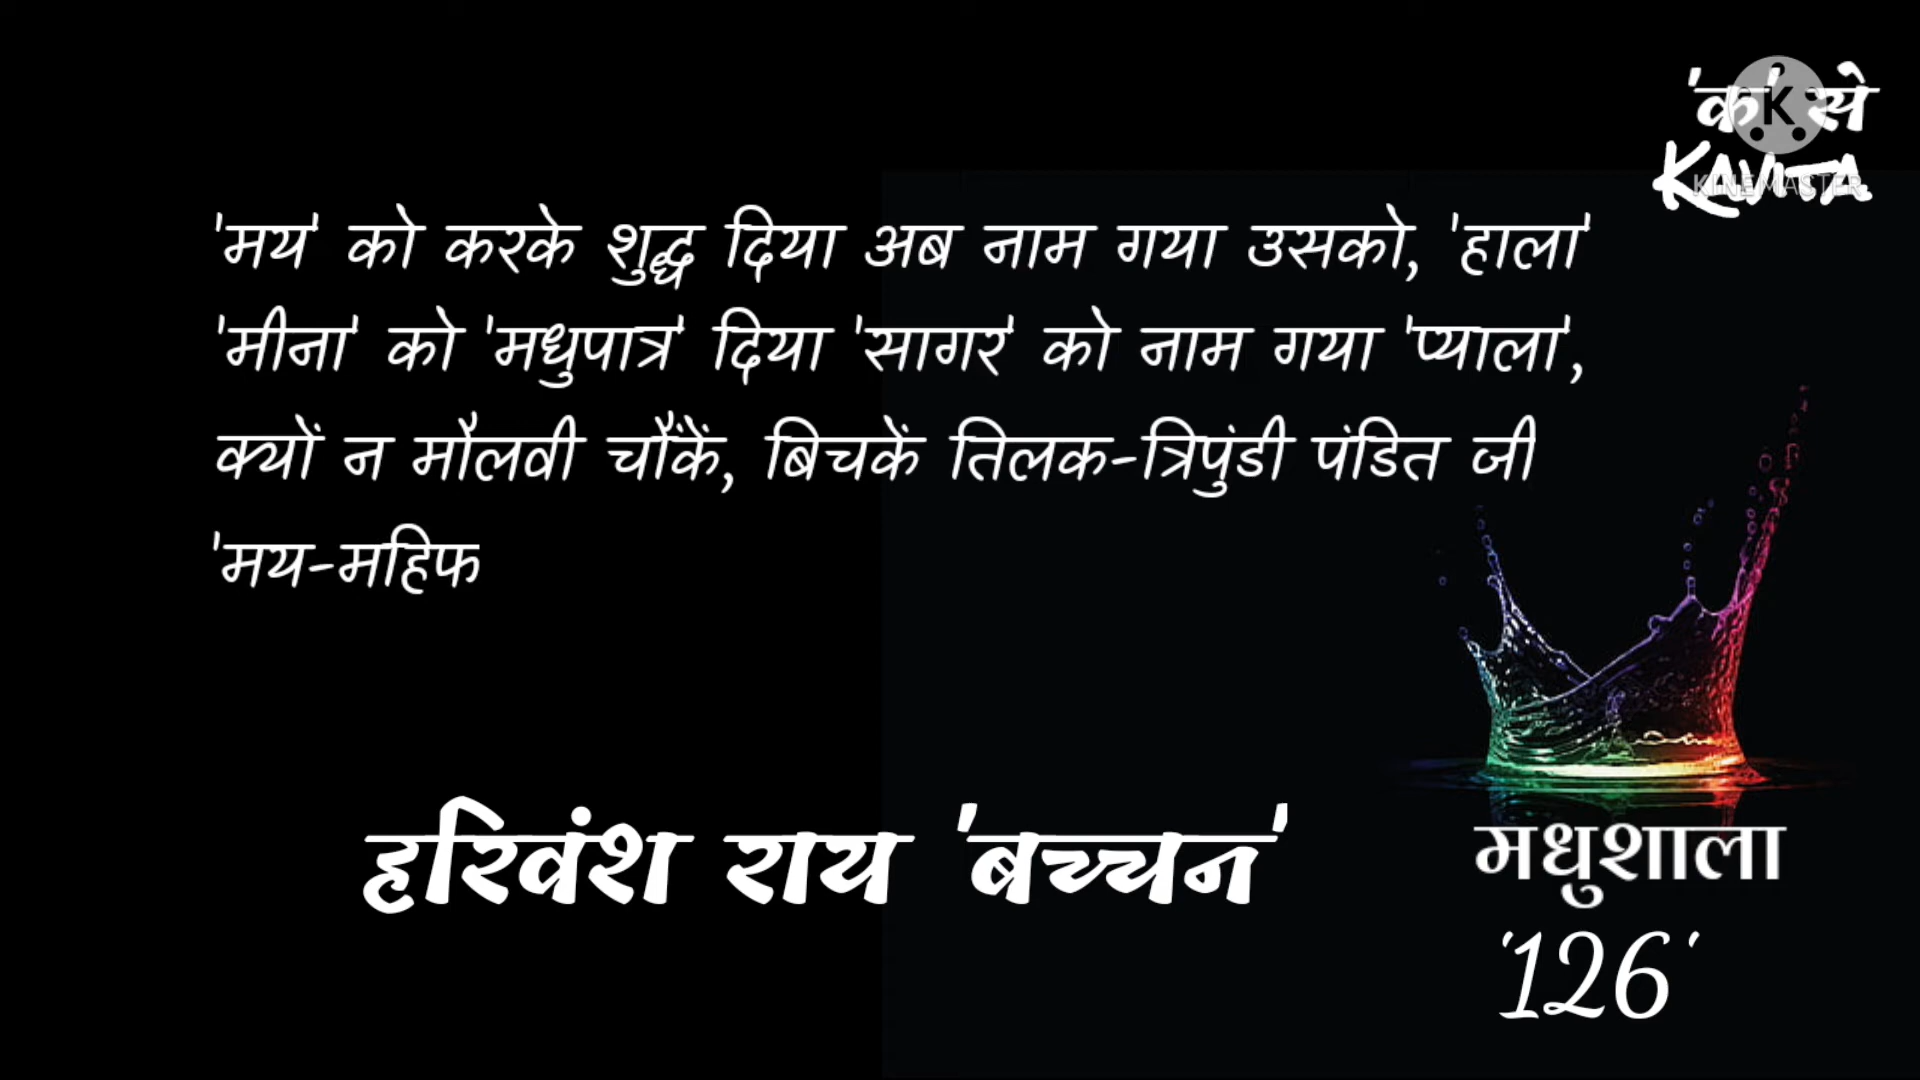 'क' से
KAVITA
KINEMASTER
'मय' को करके शुद्ध दिया अब नाम गया उसको, 'हाला'
'मीना' को 'मधुपात्र' दिया 'सागर' को नाम गया 'प्याला',
क्यों न मौलवी चौंकें, बिचकें तिलक-त्रिपुंडी पंडित जी
'मय-महिफ
हरिवंश राय 'बच्चन'
मधुशाला
'126'